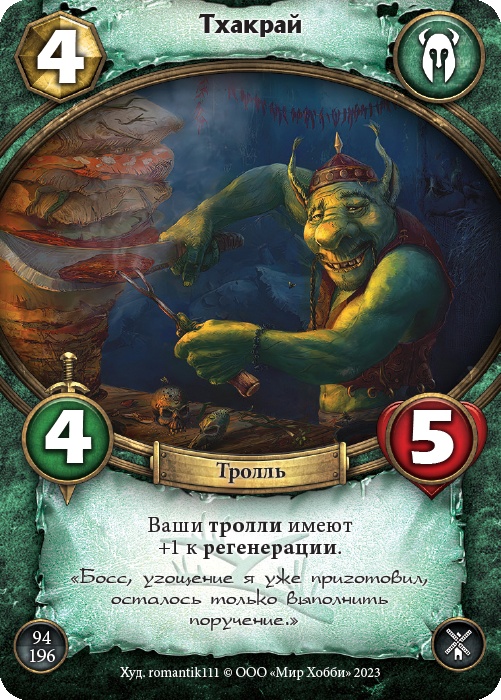 Тхакрай
4
4
5
Тролль
Ваши тролли имеют
+1 к регенерации.
«Босс, угощение я уже приготовил,
осталось только выполнить
поручение.»
94
196
Худ. romantik111 © ООО «Мир Хобби» 2023